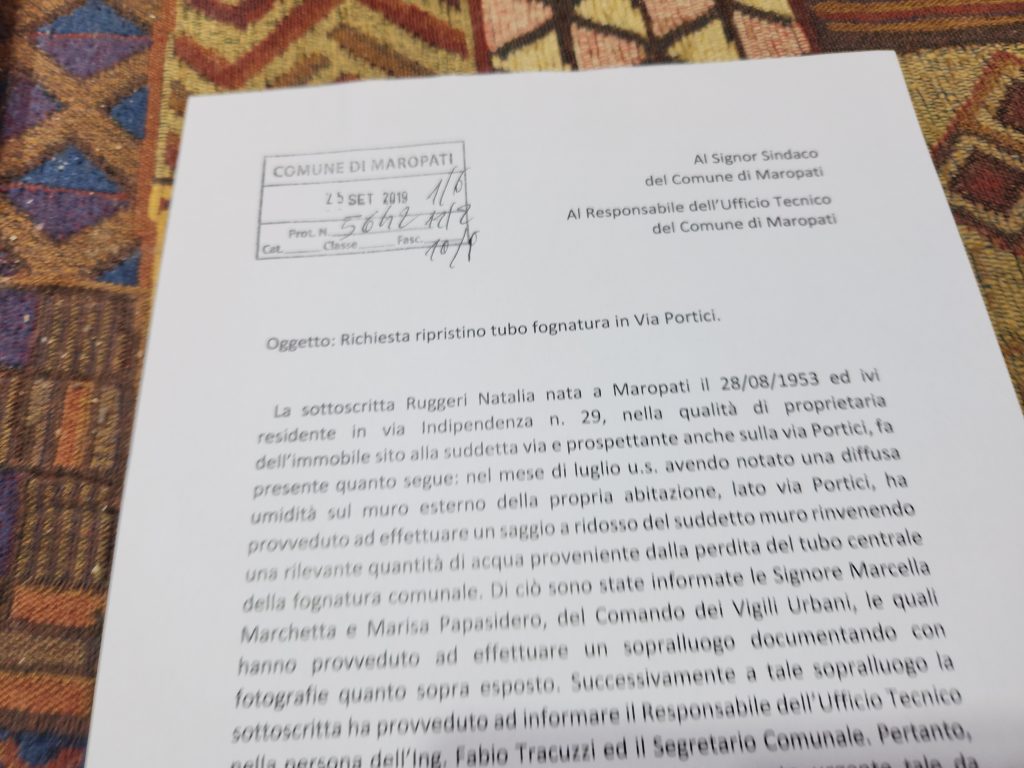 COMUNE DI MAROPATI
25 SET 2019
Prot. N. 5642
Cat. Classe Fasc.
Al Signor Sindaco
del Comune di Maropati
Al Responsabile dell'Ufficio Tecnico
del Comune di Maropati
Oggetto: Richiesta ripristino tubo fognatura in Via Portici.
La sottoscritta Ruggeri Natalia nata a Maropati il 28/08/1953 ed ivi
residente in via Indipendenza n. 29, nella qualità di proprietaria
dell'immobile sito alla suddetta via e prospettante anche sulla via Portici, fa
presente quanto segue: nel mese di luglio u.s. avendo notato una diffusa
umidità sul muro esterno della propria abitazione, lato via Portici, ha
provveduto ad effettuare un saggio a ridosso del suddetto muro rinvenendo
una rilevante quantità di acqua proveniente dalla perdita del tubo centrale
della fognatura comunale. Di ciò sono state informate le Signore Marcella
Marchetta e Marisa Papasidero, del Comando dei Vigili Urbani, le quali
hanno provveduto ad effettuare un sopralluogo documentando con
fotografie quanto sopra esposto. Successivamente a tale sopralluogo la
sottoscritta ha provveduto ad informare il Responsabile dell'Ufficio Tecnico
nella persona dell'Ing. Fabio Tracuzzi ed il Segretario Comunale. Pertanto,
tale da